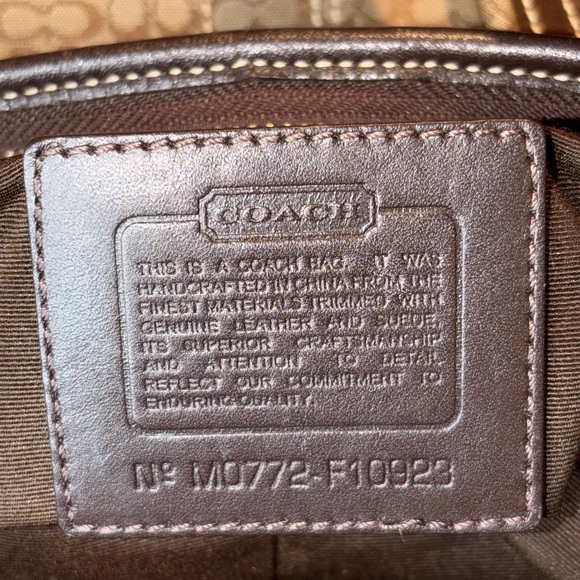 COACH
THIS IS A COACH BAG. IT WAS
HANDCRAFTED IN CHINA FROM THE
FINEST MATERIALS TRIMMED WITH
GENUINE LEATHER AND SUEDE.
ITS SUPERIOR CRAFTSMANSHIP
AND ATTENTION TO DETAIL
REFLECT OUR COMMITMENT TO
ENDURING QUALITY.
Nº M0772-F10923